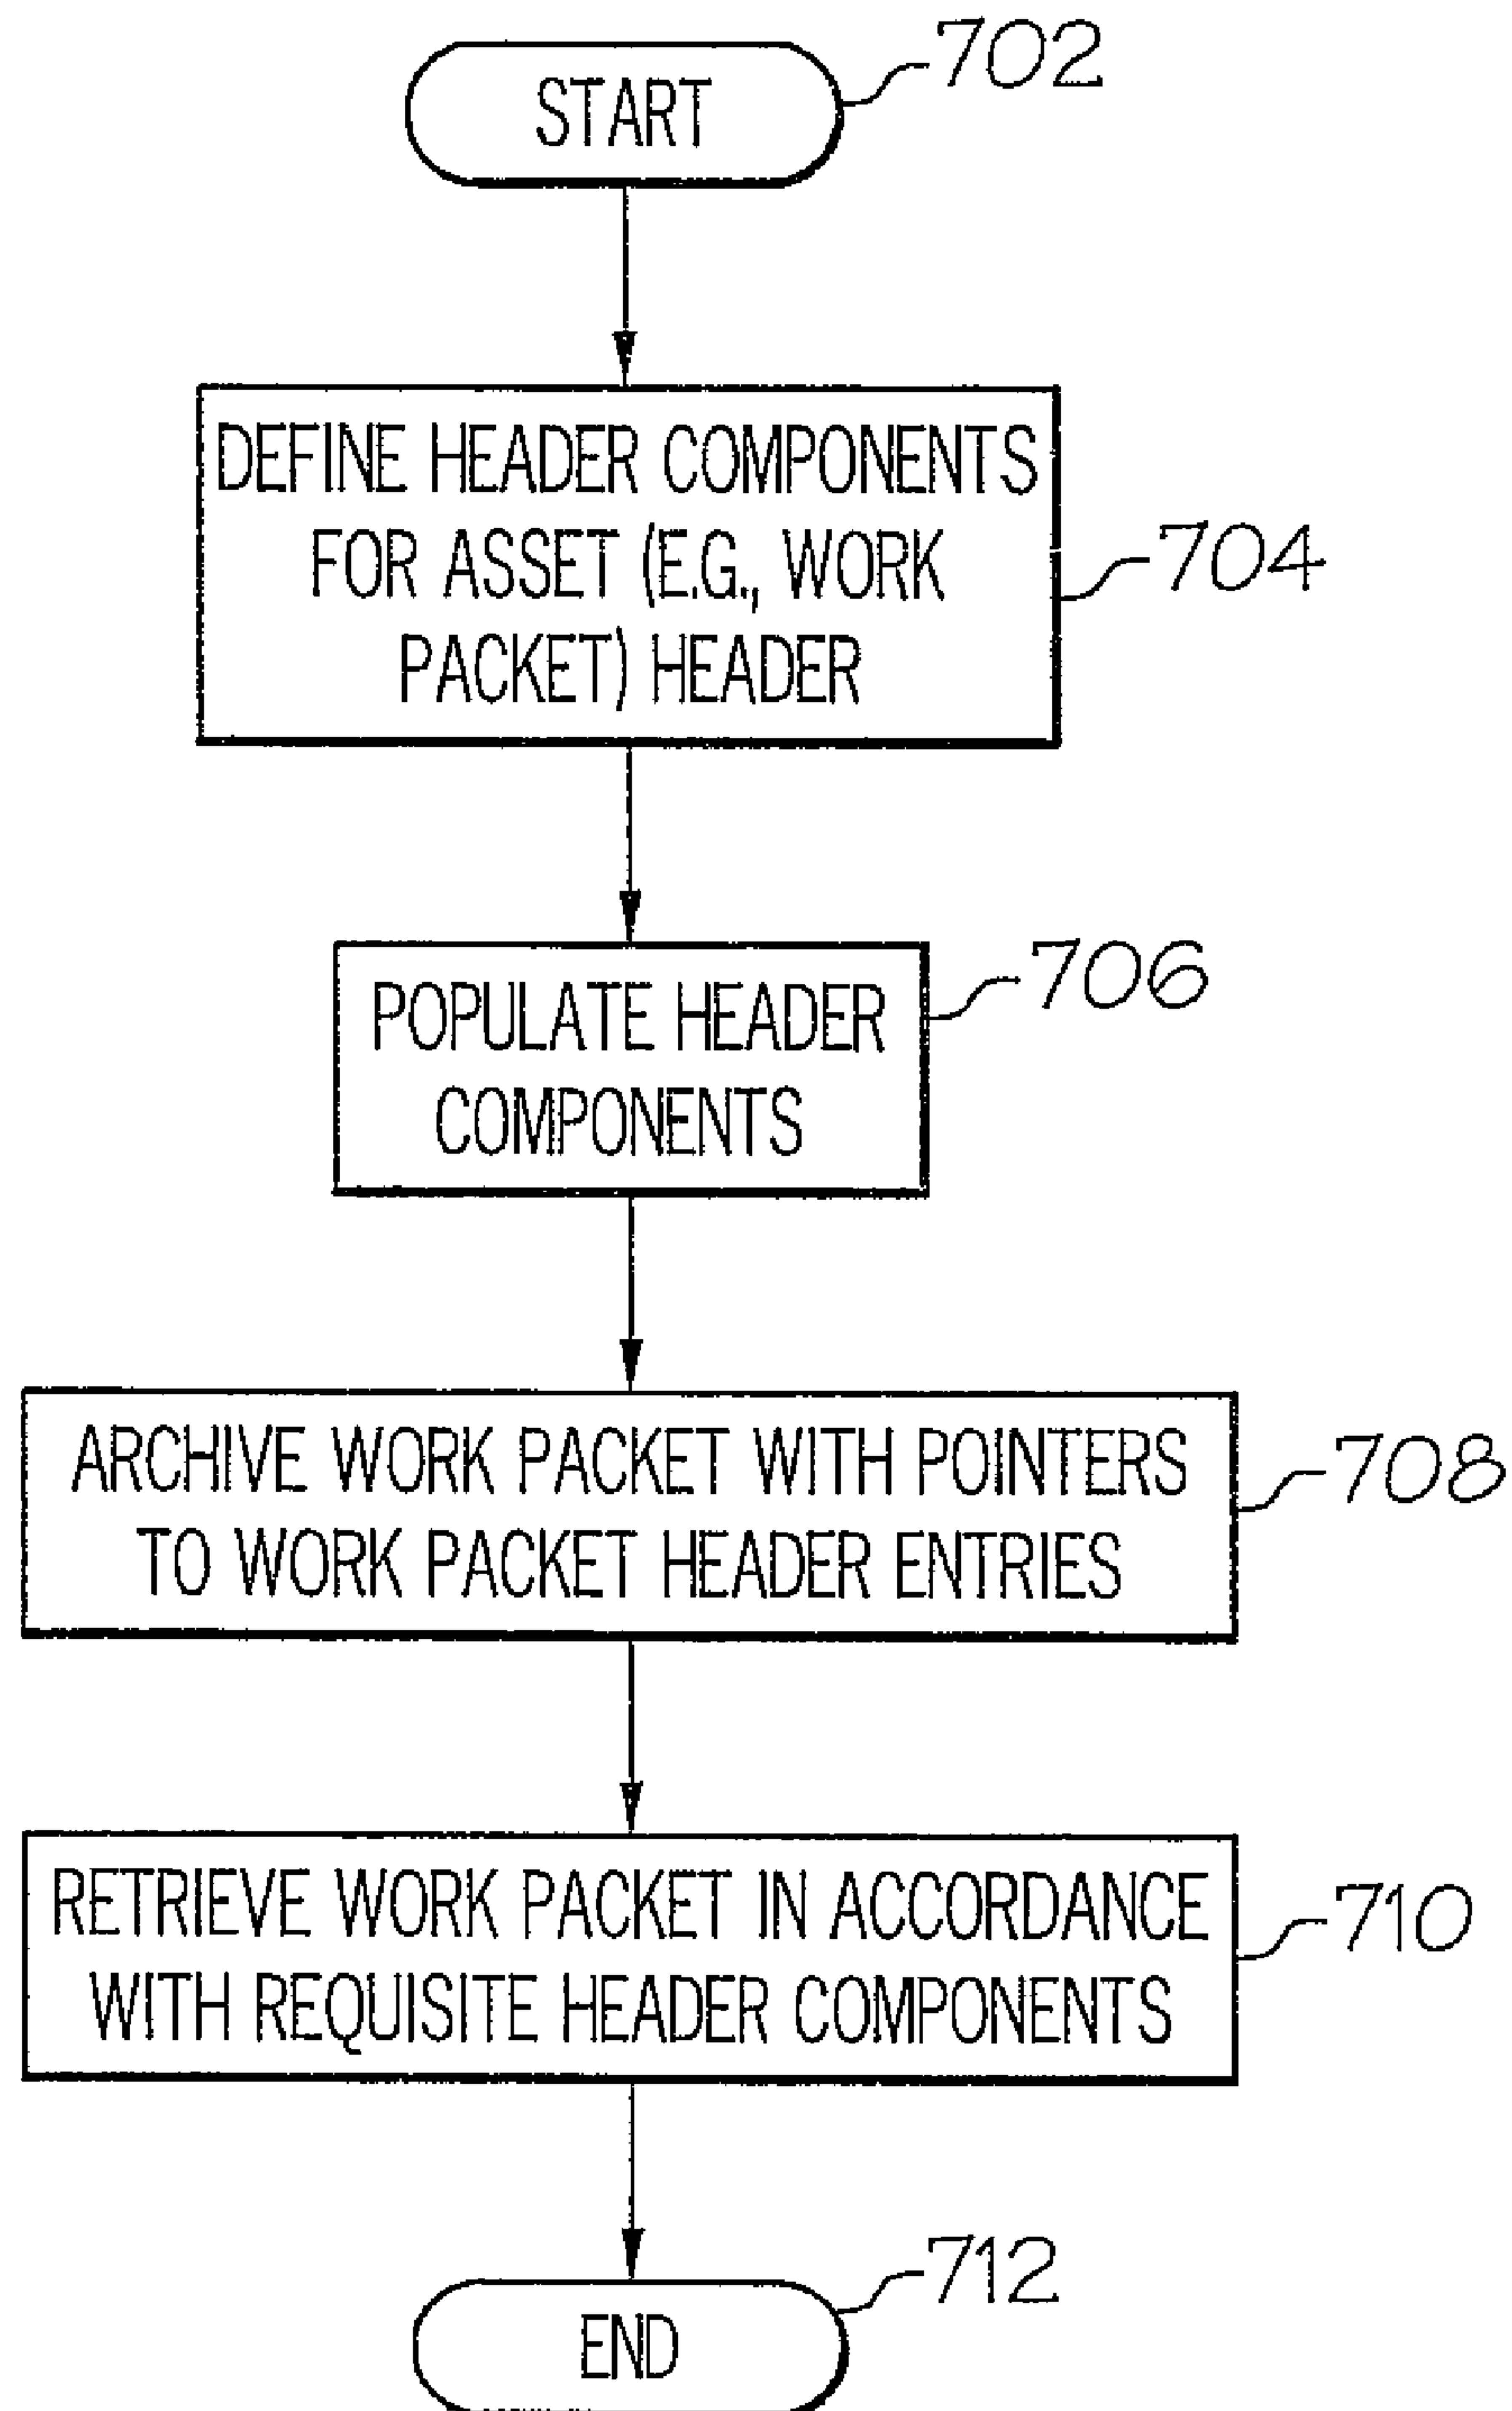 START
702
DEFINE HEADER COMPONENTS
FOR ASSET (E.G., WORK
PACKET) HEADER
704
POPULATE HEADER
COMPONENTS
706
ARCHIVE WORK PACKET WITH POINTERS
TO WORK PACKET HEADER ENTRIES
708
RETRIEVE WORK PACKET IN ACCORDANCE
WITH REQUISITE HEADER COMPONENTS
710
END
712